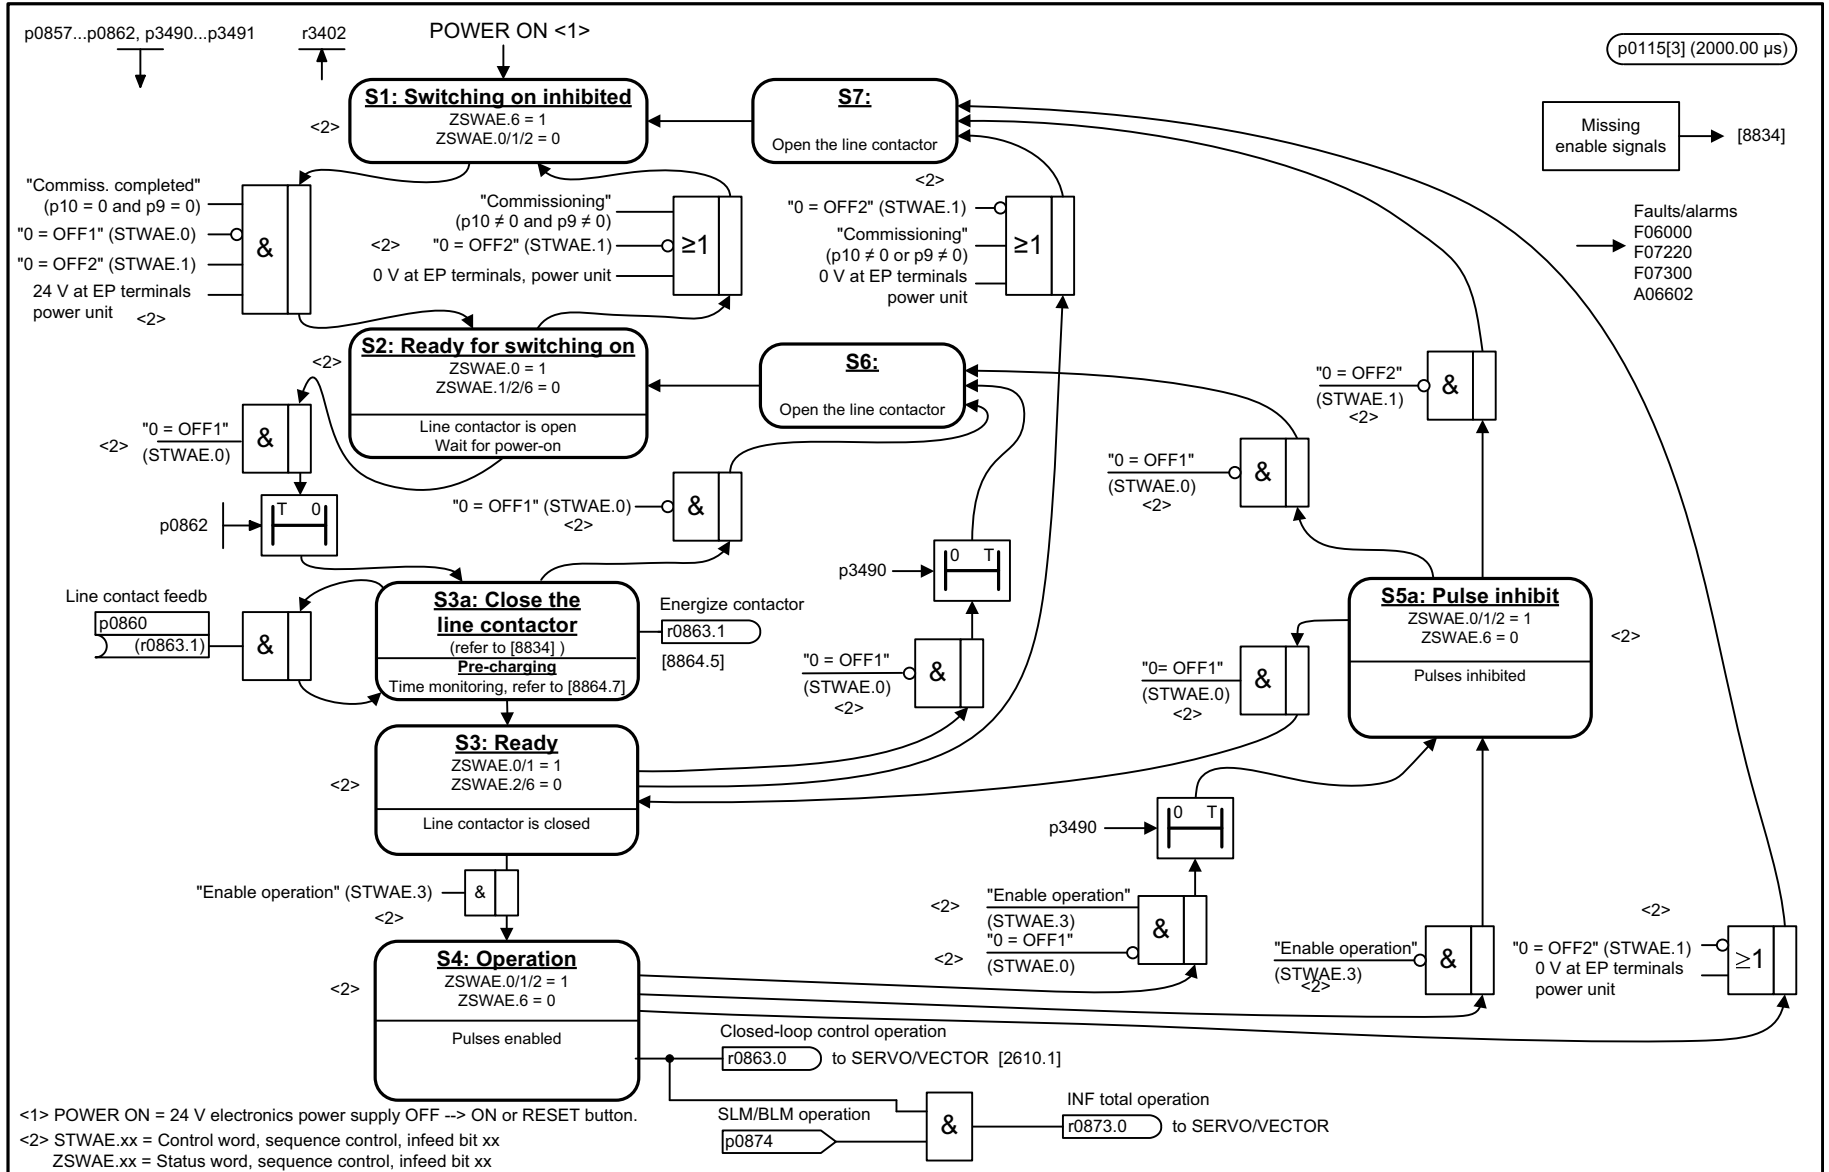 p0857...p0862, p3490...p3491
r3402
POWER ON <1>
p0115[3] (2000.00 µs)
S1: Switching on inhibited
ZSWAE.6 = 1
ZSWAE.0/1/2 = 0
<2>
S7:
Open the line contactor
Missing
enable signals
[8834]
"Commiss. completed"
(p10 = 0 and p9 = 0)
"0 = OFF1" (STWAE.0)
"0 = OFF2" (STWAE.1)
24 V at EP terminals
power unit
<2>
&
"Commissioning"
(p10 ≠ 0 and p9 ≠ 0)
<2> "0 = OFF2" (STWAE.1)
0 V at EP terminals, power unit
≥1
<2>
"0 = OFF2" (STWAE.1)
"Commissioning"
(p10 ≠ 0 or p9 ≠ 0)
0 V at EP terminals
power unit
≥1
Faults/alarms
F06000
F07220
F07300
A06602
S2: Ready for switching on
ZSWAE.0 = 1
ZSWAE.1/2/6 = 0
Line contactor is open
Wait for power-on
<2>
S6:
Open the line contactor
"0 = OFF2"
(STWAE.1)
<2>
&
<2>
"0 = OFF1"
(STWAE.0)
&
"0 = OFF1"
(STWAE.0)
<2>
&
"0 = OFF1" (STWAE.0)
<2>
&
p0862
T 0
p3490
0 T
Line contact feedb
p0860
(r0863.1)
&
S3a: Close the
line contactor
(refer to [8834] )
Pre-charging
Time monitoring, refer to [8864.7]
Energize contactor
r0863.1
[8864.5]
"0 = OFF1"
(STWAE.0)
<2>
&
"0= OFF1"
(STWAE.0)
<2>
&
S5a: Pulse inhibit
ZSWAE.0/1/2 = 1
ZSWAE.6 = 0
Pulses inhibited
<2>
S3: Ready
ZSWAE.0/1 = 1
ZSWAE.2/6 = 0
Line contactor is closed
<2>
p3490
0 T
"Enable operation" (STWAE.3)
<2>
&
<2>
"Enable operation"
(STWAE.3)
"0 = OFF1"
<2>
(STWAE.0)
&
"Enable operation"
(STWAE.3)
<2>
&
<2>
"0 = OFF2" (STWAE.1)
0 V at EP terminals
power unit
≥1
S4: Operation
ZSWAE.0/1/2 = 1
ZSWAE.6 = 0
Pulses enabled
<2>
Closed-loop control operation
r0863.0
to SERVO/VECTOR [2610.1]
SLM/BLM operation
p0874
&
INF total operation
r0873.0
to SERVO/VECTOR
<1> POWER ON = 24 V electronics power supply OFF --> ON or RESET button.
<2> STWAE.xx = Control word, sequence control, infeed bit xx
ZSWAE.xx = Status word, sequence control, infeed bit xx